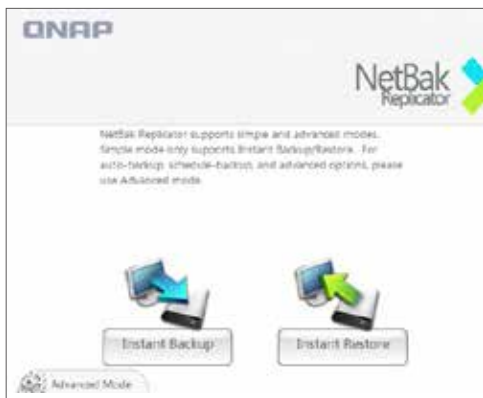 QNAP
NetBak
Replicator
NetBak Replicator supports simple and advanced modes.
Simple mode only supports Instant Backup/Restore. For
auto-backup, schedule-backup, and advanced options, please
use Advanced mode.
Instant Backup
Instant Restore
Advanced Mode